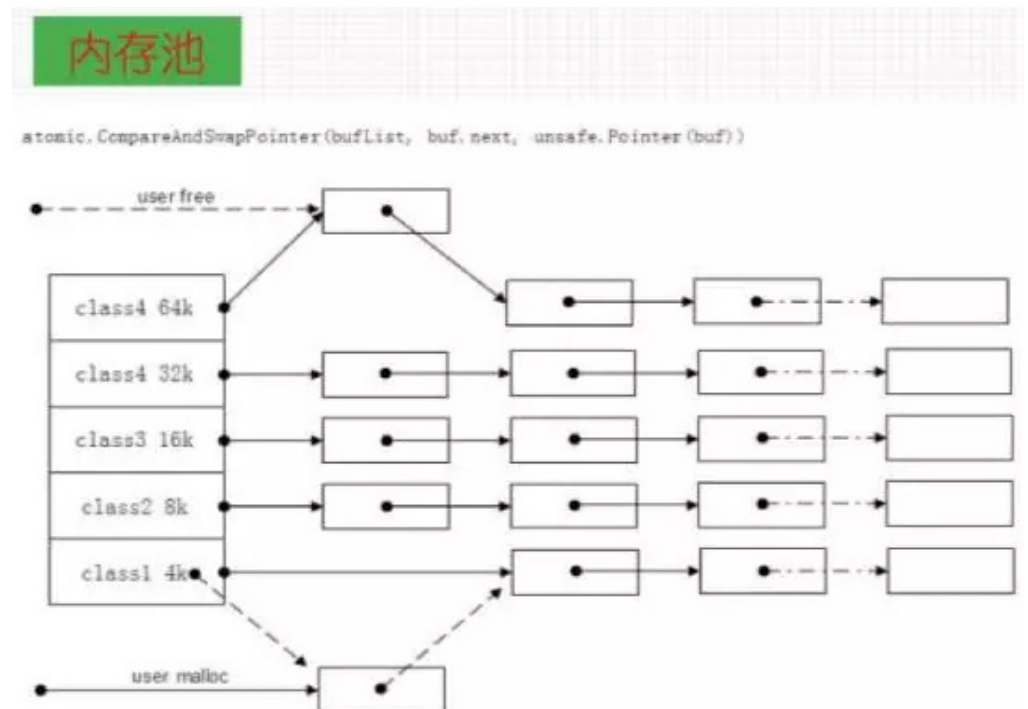 内存池
atomic.CompareAndSwapPointer(bufList, buf.next, unsafe.Pointer(buf))
user free
class4 64k
class4 32k
class3 16k
class2 8k
class1 4k
user malloc